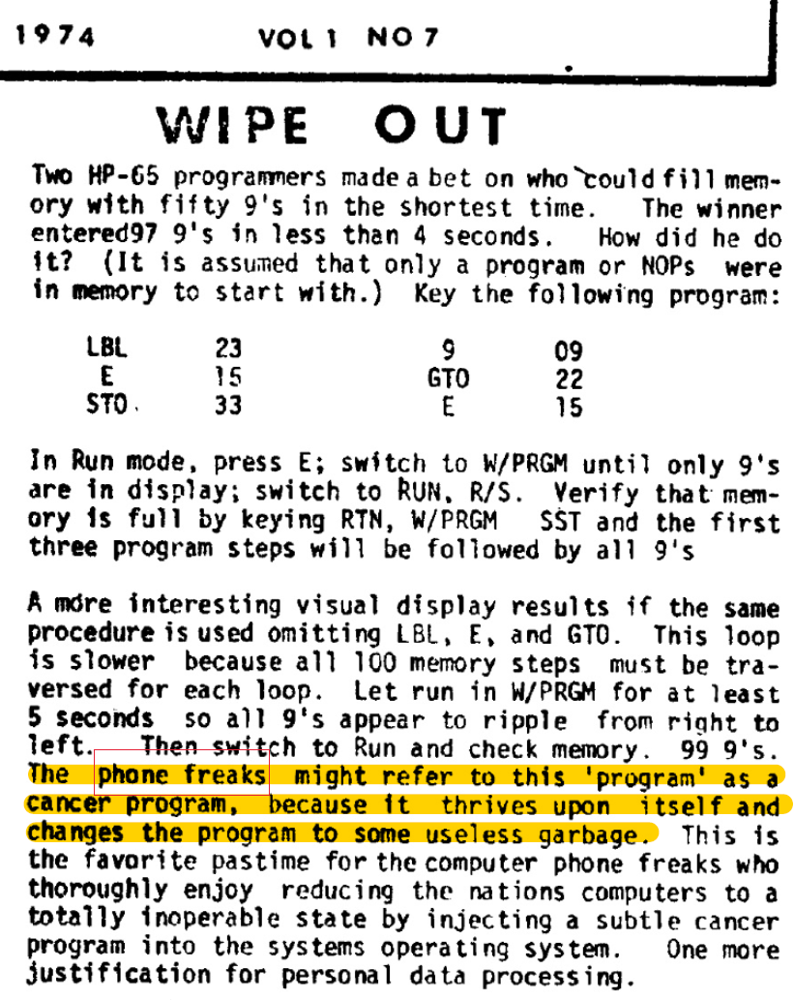 1974 VOL 1 NO 7
WIPE OUT
Two HP-65 programmers made a bet on who could fill mem-
ory with fifty 9's in the shortest time. The winner
entered97 9's in less than 4 seconds. How did he do
it? (It is assumed that only a program or NOPs were
in memory to start with.) Key the following program:
LBL 23 9 09
E 15 GTO 22
STO 33 E 15
In Run mode, press E; switch to W/PRGM until only 9's
are in display; switch to RUN, R/S. Verify that mem-
ory is full by keying RTN, W/PRGM SST and the first
three program steps will be followed by all 9's
A more interesting visual display results if the same
procedure is used omitting LBL, E, and GTO. This loop
is slower because all 100 memory steps must be tra-
versed for each loop. Let run in W/PRGM for at least
5 seconds so all 9's appear to ripple from right to
left. Then switch to Run and check memory. 99 9's.
The phone freaks might refer to this 'program' as a
cancer program, because it thrives upon itself and
changes the program to some useless garbage. This is
the favorite pastime for the computer phone freaks who
thoroughly enjoy reducing the nations computers to a
totally inoperable state by injecting a subtle cancer
program into the systems operating system. One more
justification for personal data processing.